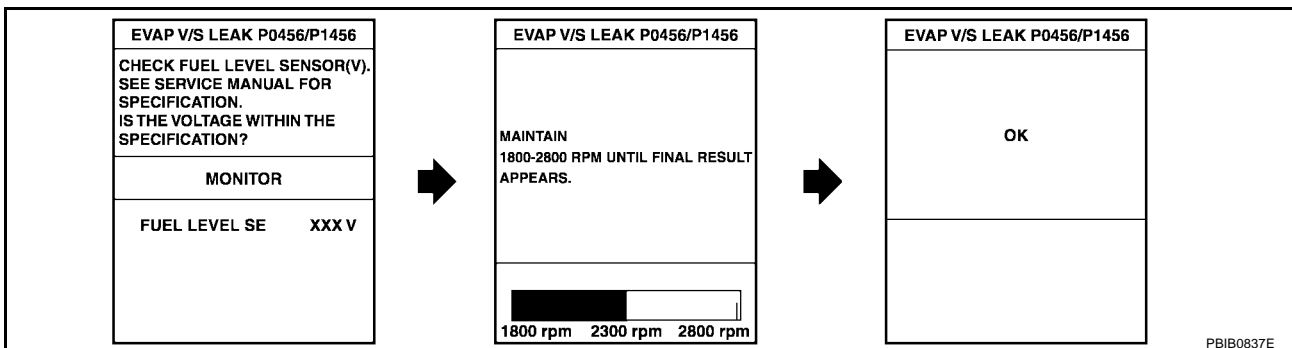 EVAP V/S LEAK P0456/P1456
CHECK FUEL LEVEL SENSOR(V).
SEE SERVICE MANUAL FOR
SPECIFICATION.
IS THE VOLTAGE WITHIN THE
SPECIFICATION?
MONITOR
FUEL LEVEL SE XXX V
EVAP V/S LEAK P0456/P1456
MAINTAIN
1800-2800 RPM UNTIL FINAL RESULT
APPEARS.
1800 rpm 2300 rpm 2800 rpm
EVAP V/S LEAK P0456/P1456
OK
PBIB0837E